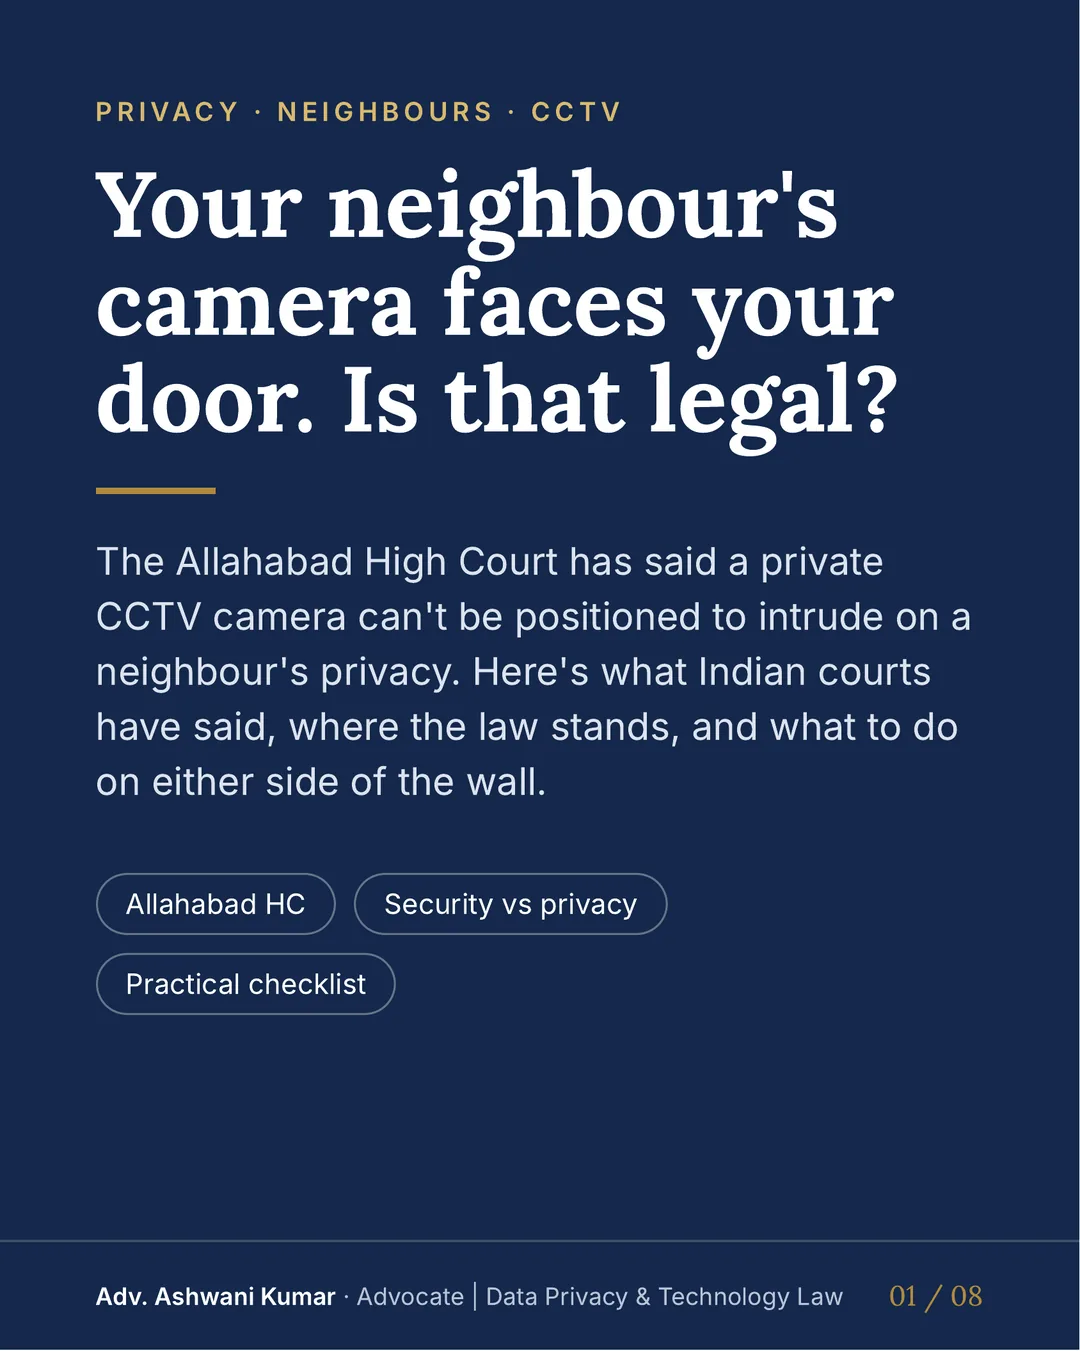 PRIVACY · NEIGHBOURS · CCTV
Your neighbour's
camera faces your
door. Is that legal?
The Allahabad High Court has said a private
CCTV camera can't be positioned to intrude on a
neighbour's privacy. Here's what Indian courts
have said, where the law stands, and what to do
on either side of the wall.
Allahabad HC
Security vs privacy
Practical checklist
Adv. Ashwani Kumar · Advocate | Data Privacy & Technology Law 01 / 08